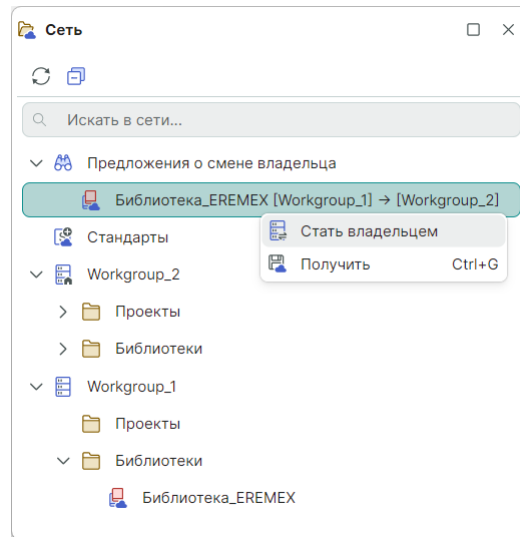 Сеть
Искать в сети...
Предложения о смене владельца
Библиотека_EREMEX [Workgroup_1] → [Workgroup_2]
Стать владельцем
Стандарты
Получить Ctrl+G
Workgroup_2
Проекты
Библиотеки
Workgroup_1
Проекты
Библиотеки
Библиотека_EREMEX